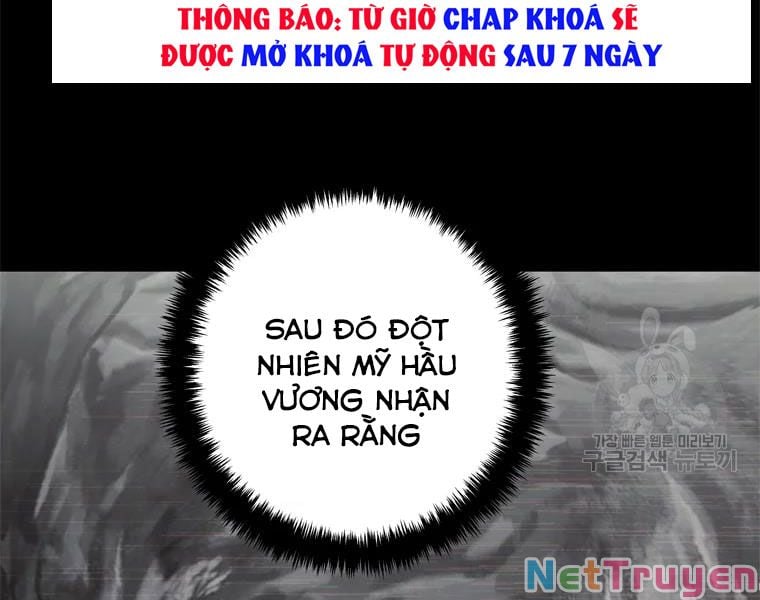 THÔNG BÁO: TỪ GIỜ CHAP KHOÁ SẼ
ĐƯỢC MỞ KHOÁ TỰ ĐỘNG SAU 7 NGÀY
SAU ĐÓ ĐỘT
NHIÊN MỸ HẦU
VƯƠNG NHẬN
RA RẰNG
가장 빠른 웹툰 미리보기
구글검색 뉴토끼
NetTruyen